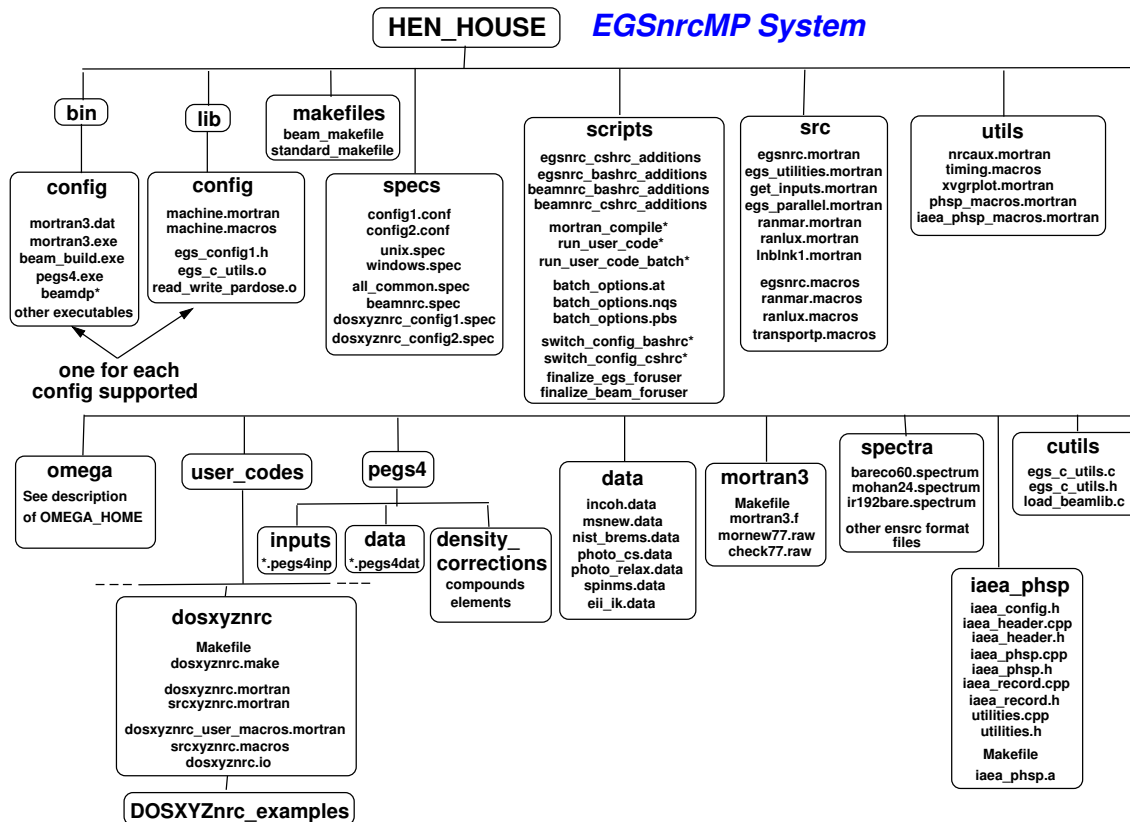 HEN_HOUSE
EGSnrcMP System
bin
config
mortran3.dat
mortran3.exe
beam_build.exe
pegs4.exe
beamdp*
other executables
lib
config
machine.mortran
machine.macros
egs_config1.h
egs_c_utils.o
read_write_pardose.o
one for each
config supported
makefiles
beam_makefile
standard_makefile
specs
config1.conf
config2.conf
unix.spec
windows.spec
all_common.spec
beamnrc.spec
dosxyznrc_config1.spec
dosxyznrc_config2.spec
scripts
egsnrc_cshrc_additions
egsnrc_bashrc_additions
beamnrc_bashrc_additions
beamnrc_cshrc_additions
mortran_compile*
run_user_code*
run_user_code_batch*
batch_options.at
batch_options.nqs
batch_options.pbs
switch_config_bashrc*
switch_config_cshrc*
finalize_egs_foruser
finalize_beam_foruser
src
egsnrc.mortran
egs_utilities.mortran
get_inputs.mortran
egs_parallel.mortran
ranmar.mortran
ranlux.mortran
lnblnk1.mortran
egsnrc.macros
ranmar.macros
ranlux.macros
transportp.macros
utils
nrcaux.mortran
timing.macros
xvgrplot.mortran
phsp_macros.mortran
iaea_phsp_macros.mortran
omega
See description
of OMEGA_HOME
user_codes
dosxyznrc
Makefile
dosxyznrc.make
dosxyznrc.mortran
srcxyznrc.mortran
dosxyznrc_user_macros.mortran
srcxyznrc.macros
dosxyznrc.io
DOSXYZnrc_examples
pegs4
inputs
*.pegs4inp
data
*.pegs4dat
density_
corrections
compounds
elements
data
incoh.data
msnew.data
nist_brems.data
photo_cs.data
photo_relax.data
spinms.data
eii_ik.data
mortran3
Makefile
mortran3.f
mornew77.raw
check77.raw
spectra
bareco60.spectrum
mohan24.spectrum
ir192bare.spectrum
other ensrc format
files
iaea_phsp
iaea_config.h
iaea_header.cpp
iaea_header.h
iaea_phsp.cpp
iaea_phsp.h
iaea_record.cpp
iaea_record.h
utilities.cpp
utilities.h
Makefile
iaea_phsp.a
cutils
egs_c_utils.c
egs_c_utils.h
load_beamlib.c